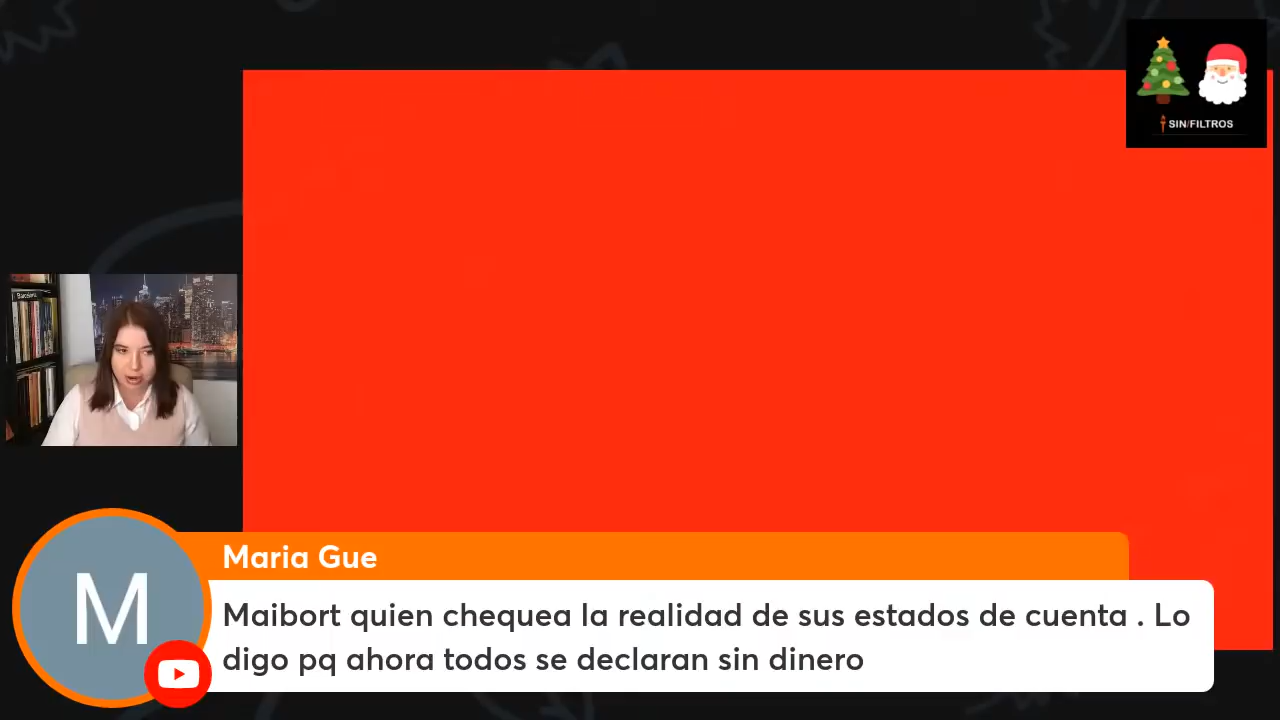 SIN/FILTROS
Barcelona
Maria Gue
M
Maibort quien chequea la realidad de sus estados de cuenta . Lo
digo pq ahora todos se declaran sin dinero